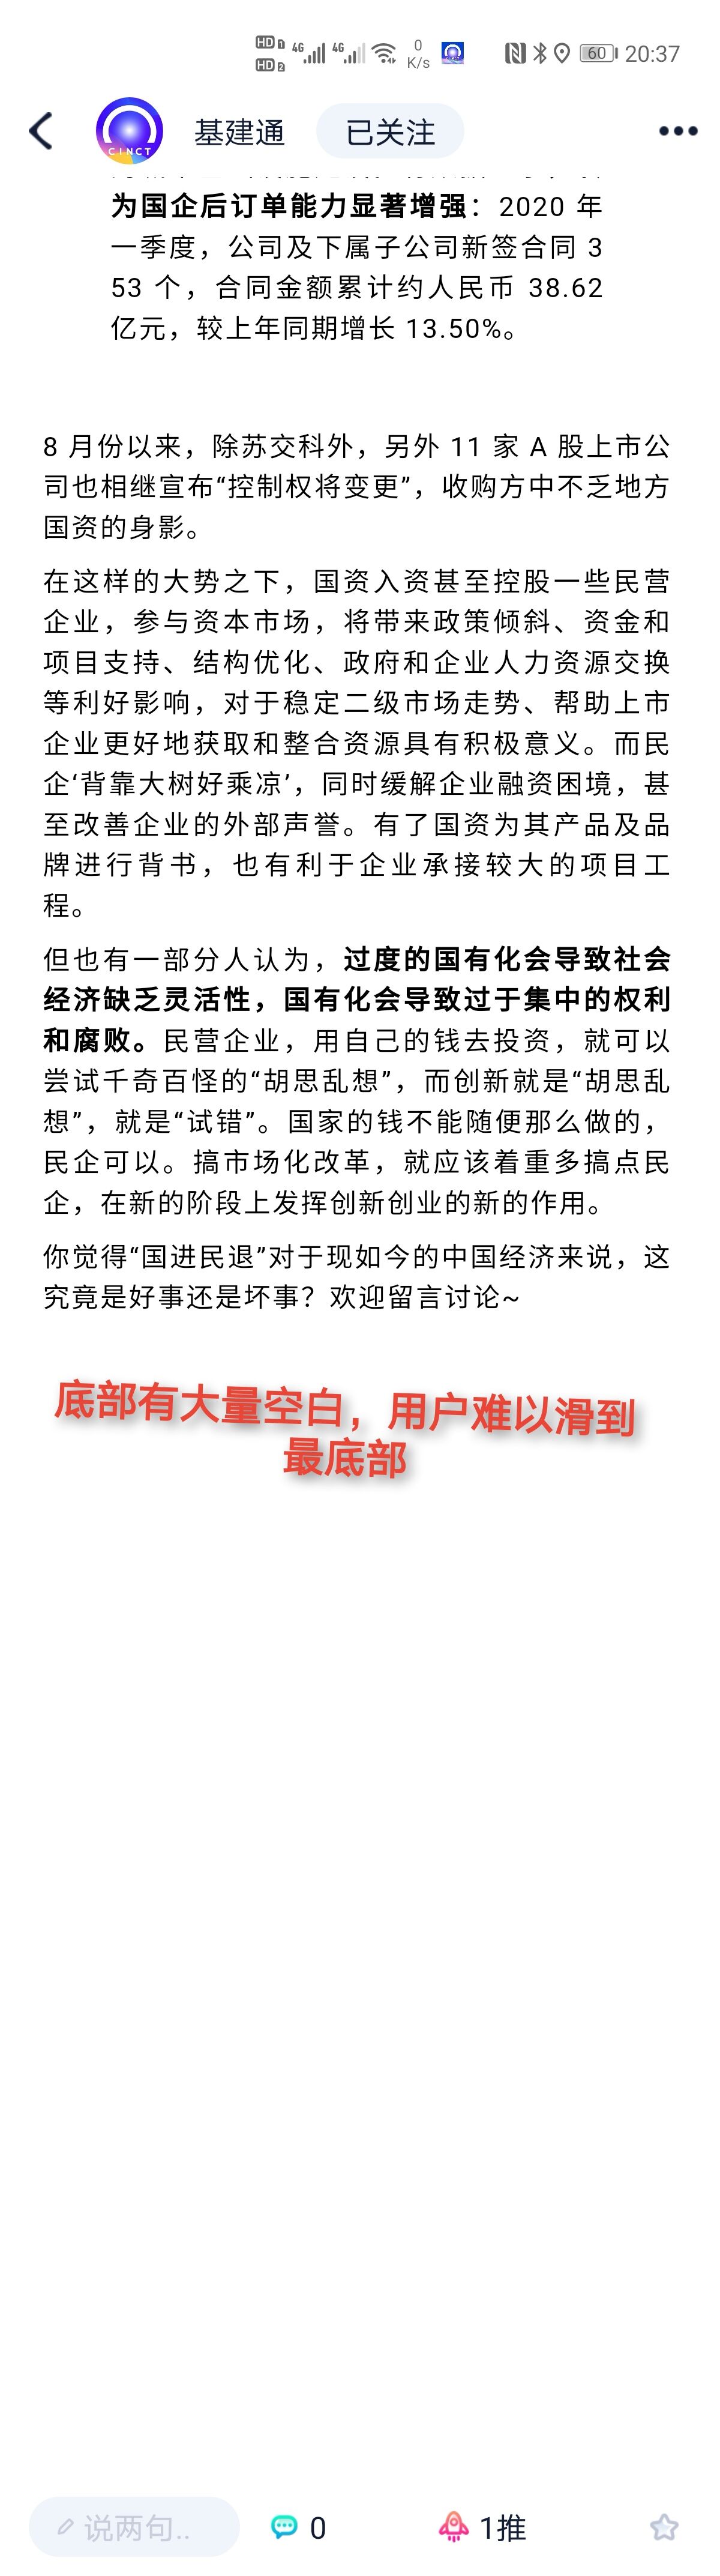 HD 1
HD 2
4G
4G
0
K/s
60
20:37
CINCT
基建通
已关注
为国企后订单能力显著增强：2020 年
一季度，公司及下属子公司新签合同 3
53 个，合同金额累计约人民币 38.62
亿元，较上年同期增长 13.50%。
8 月份以来，除苏交科外，另外 11 家 A 股上市公
司也相继宣布“控制权将变更”，收购方中不乏地方
国资的身影。
在这样的大势之下，国资入资甚至控股一些民营
企业，参与资本市场，将带来政策倾斜、资金和
项目支持、结构优化、政府和企业人力资源交换
等利好影响，对于稳定二级市场走势、帮助上市
企业更好地获取和整合资源具有积极意义。而民
企‘背靠大树好乘凉’，同时缓解企业融资困境，甚
至改善企业的外部声誉。有了国资为其产品及品
牌进行背书，也有利于企业承接较大的项目工
程。
但也有一部分人认为，过度的国有化会导致社会
经济缺乏灵活性，国有化会导致过于集中的权利
和腐败。民营企业，用自己的钱去投资，就可以
尝试千奇百怪的“胡思乱想”，而创新就是“胡思乱
想”，就是“试错”。国家的钱不能随便那么做的，
民企可以。搞市场化改革，就应该着重多搞点民
企，在新的阶段上发挥创新创业的新的作用。
你觉得“国进民退”对于现如今的中国经济来说，这
究竟是好事还是坏事？欢迎留言讨论~
底部有大量空白，用户难以滑到
最底部
说两句..
0
1推